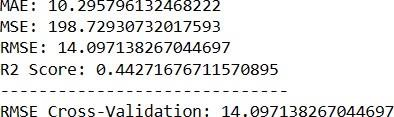 MAE: 10.295796132468222
MSE: 198.72930732017593
RMSE: 14.097138267044697
R2 Score: 0.44271676711570895
------------------------------
RMSE Cross-Validation: 14.097138267044697